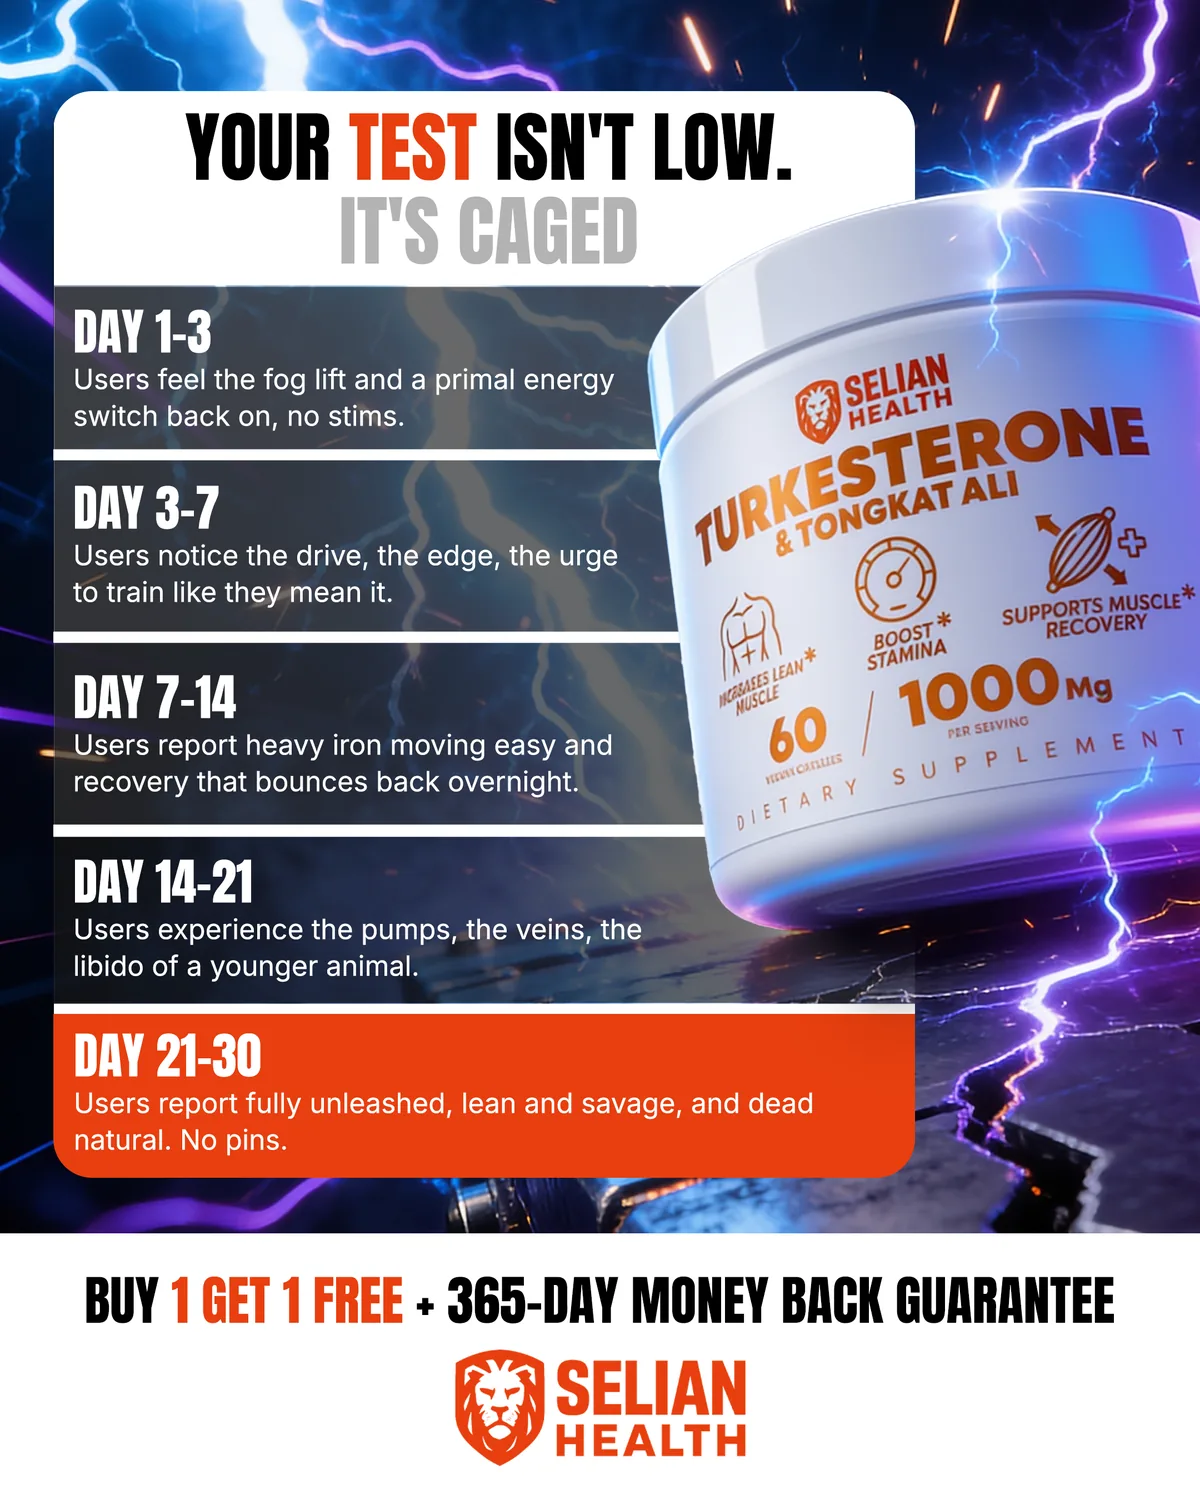 YOUR TEST ISN'T LOW.
IT'S CAGED
DAY 1-3
Users feel the fog lift and a primal energy
switch back on, no stims.
DAY 3-7
Users notice the drive, the edge, the urge
to train like they mean it.
DAY 7-14
Users report heavy iron moving easy and
recovery that bounces back overnight.
DAY 14-21
Users experience the pumps, the veins, the
libido of a younger animal.
DAY 21-30
Users report fully unleashed, lean and savage, and dead
natural. No pins.
SELIAN
HEALTH
TURKESTERONE
& TONGKAT ALI
LEAN*
MUSCLE
BOOST*
STAMINA
SUPPORTS MUSCLE*
RECOVERY
60
1000 Mg
PER
DIETARY SUPPLEMENT
BUY 1 GET 1 FREE + 365-DAY MONEY BACK GUARANTEE
SELIAN
HEALTH